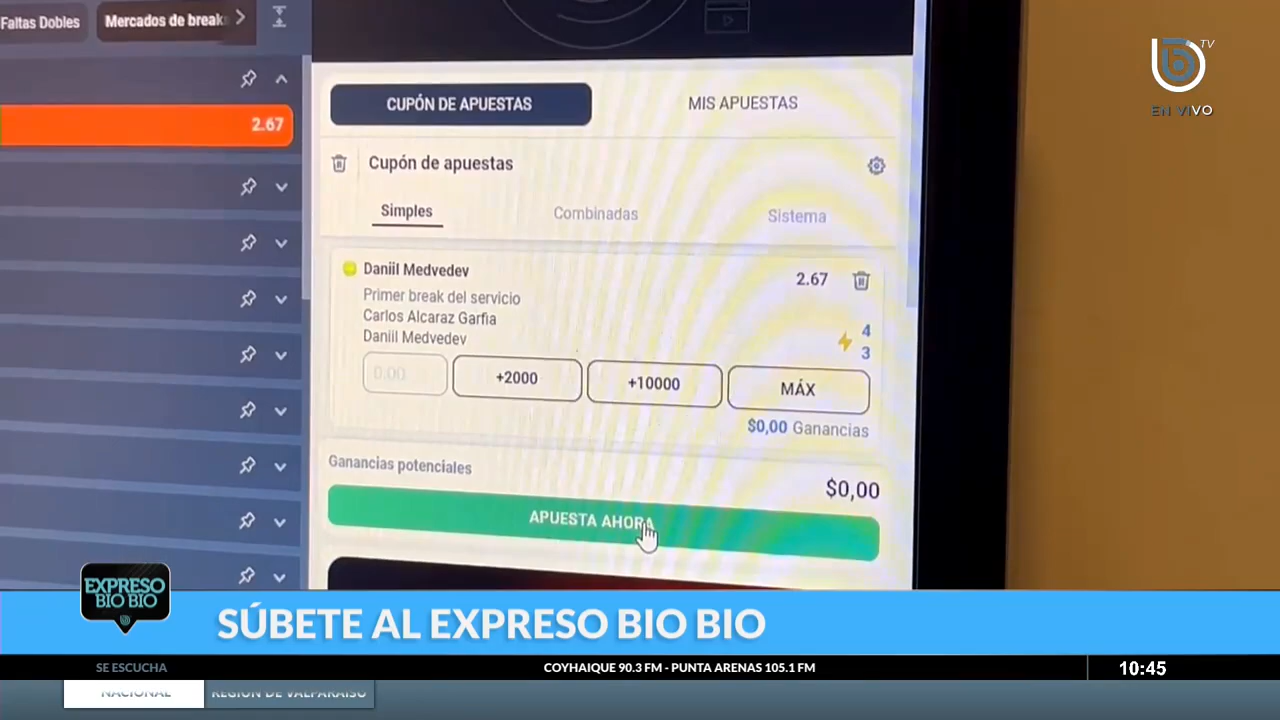 Faltas Dobles
Mercados de break
2.67
CUPÓN DE APUESTAS
MIS APUESTAS
Cupón de apuestas
Simples
Combinadas
Sistema
Daniil Medvedev
2.67
Primer break del servicio
Carlos Alcaraz Garfia
Daniil Medvedev
4
3
0.00
+2000
+10000
MÁX
$0,00 Ganancias
Ganancias potenciales
$0,00
APUESTA AHORA
b TV
EN VIVO
EXPRESO
BIO BIO
SÚBETE AL EXPRESO BIO BIO
SE ESCUCHA
COYHAIQUE 90.3 FM - PUNTA ARENAS 105.1 FM
10:45
NACIONAL
REGIÓN DE VALPARAÍSO